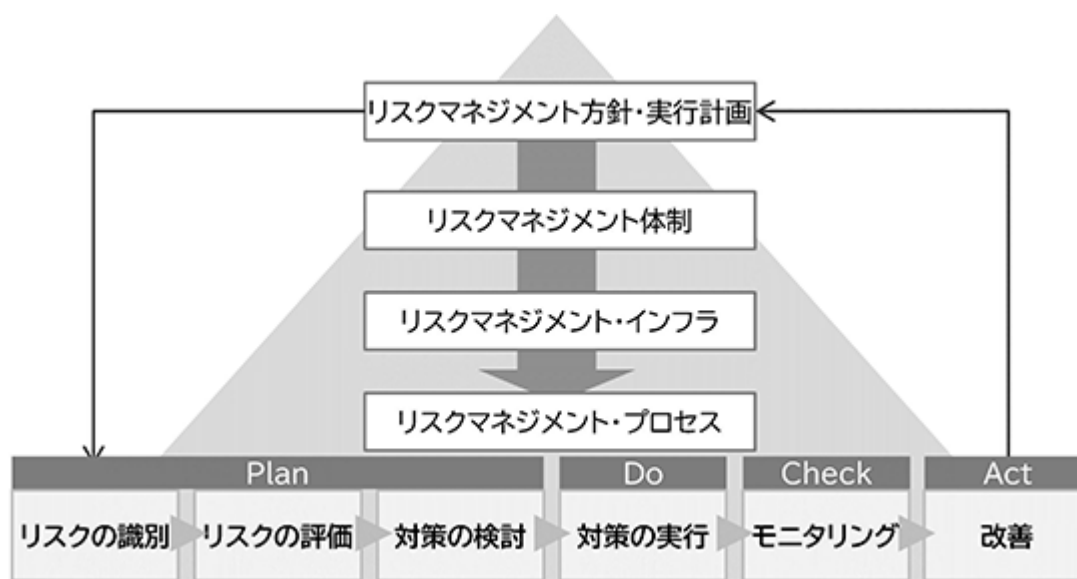 リスクマネジメント方針・実行計画
リスクマネジメント体制
リスクマネジメント・インフラ
リスクマネジメント・プロセス
Plan
Do
Check
Act
リスクの識別
リスクの評価
対策の検討
対策の実行
モニタリング
改善